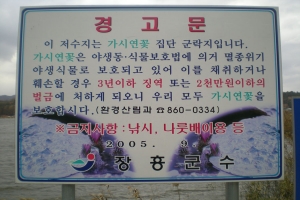 경고문
이 저수지는 가시연꽃 집단 군락지입니다.
가시연꽃은 야생동·식물보호법에 의거 멸종위기
야생식물로 보호되고 있어 이를 채취하거나
훼손할 경우 3년이하 징역 또는 2천만원이하의
벌금에 처하게 되오니 우리 모두 가시연꽃을
보호합시다.(환경산림과 ☎860-0334)
※금지사항 : 낚시, 나룻배이용 등
2005. 9.
장흥군수